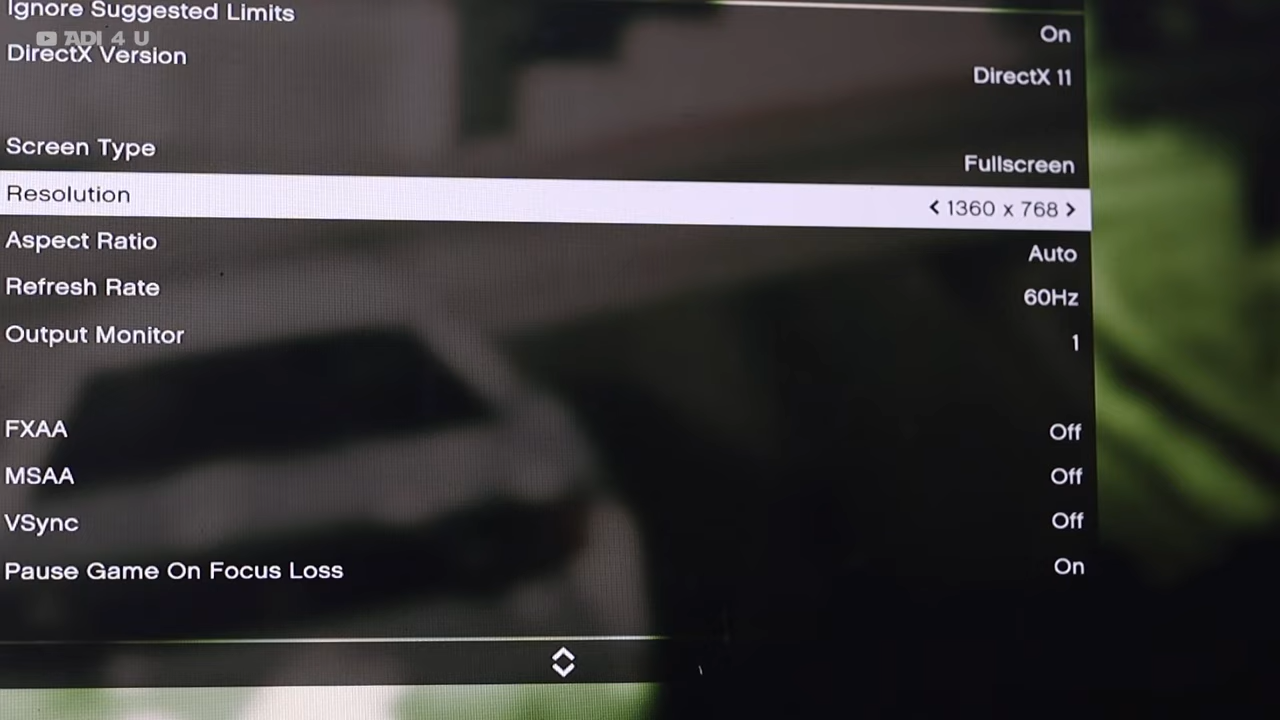 Ignore Suggested Limits On
ADI 4 U
DirectX Version DirectX 11
Screen Type Fullscreen
Resolution < 1360 x 768 >
Aspect Ratio Auto
Refresh Rate 60Hz
Output Monitor 1
FXAA Off
MSAA Off
VSync Off
Pause Game On Focus Loss On